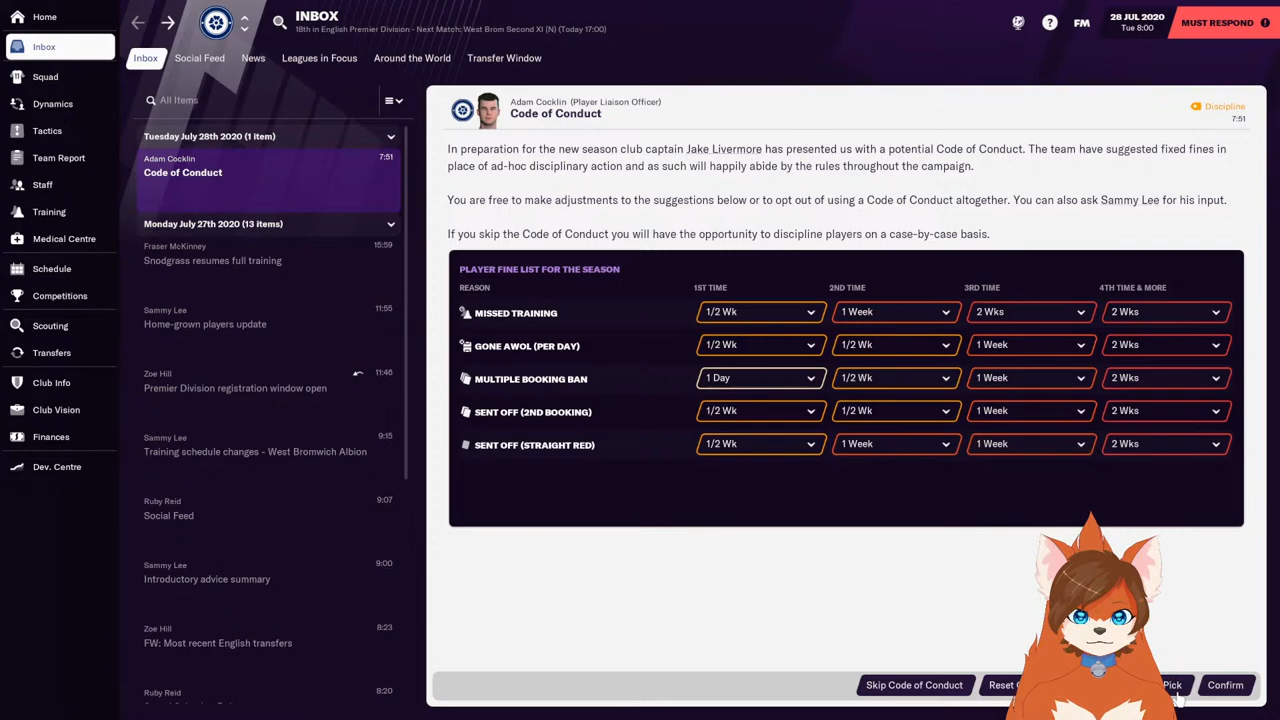 Home
INBOX
18th in English Premier Division - Next Match: West Brom Second XI (N) (Today 17:00)
FM
28 JUL 2020
Tue 8:00
MUST RESPOND
Inbox
Squad
Dynamics
Tactics
Team Report
Staff
Training
Medical Centre
Schedule
Competitions
Scouting
Transfers
Club Info
Club Vision
Finances
Dev. Centre
Inbox
Social Feed
News
Leagues in Focus
Around the World
Transfer Window
All Items
Tuesday July 28th 2020 (1 item)
Adam Cocklin 7:51
Code of Conduct
Monday July 27th 2020 (13 items)
Fraser McKinney 15:59
Snodgrass resumes full training
Sammy Lee 11:55
Home-grown players update
Zoe Hill 11:46
Premier Division registration window open
Sammy Lee 9:15
Training schedule changes - West Bromwich Albion
Ruby Reid 9:07
Social Feed
Sammy Lee 9:00
Introductory advice summary
Zoe Hill 8:23
FW: Most recent English transfers
Ruby Reid 8:20
Adam Cocklin (Player Liaison Officer)
Code of Conduct
Discipline
7:51
In preparation for the new season club captain Jake Livermore has presented us with a potential Code of Conduct. The team have suggested fixed fines in
place of ad-hoc disciplinary action and as such will happily abide by the rules throughout the campaign.
You are free to make adjustments to the suggestions below or to opt out of using a Code of Conduct altogether. You can also ask Sammy Lee for his input.
If you skip the Code of Conduct you will have the opportunity to discipline players on a case-by-case basis.
PLAYER FINE LIST FOR THE SEASON
REASON 1ST TIME 2ND TIME 3RD TIME 4TH TIME & MORE
MISSED TRAINING 1/2 Wk 1 Week 2 Wks 2 Wks
GONE AWOL (PER DAY) 1/2 Wk 1/2 Wk 1 Week 2 Wks
MULTIPLE BOOKING BAN 1 Day 1/2 Wk 1 Week 2 Wks
SENT OFF (2ND BOOKING) 1/2 Wk 1/2 Wk 1 Week 2 Wks
SENT OFF (STRAIGHT RED) 1/2 Wk 1 Week 1 Week 2 Wks
Skip Code of Conduct
Reset
Pick
Confirm